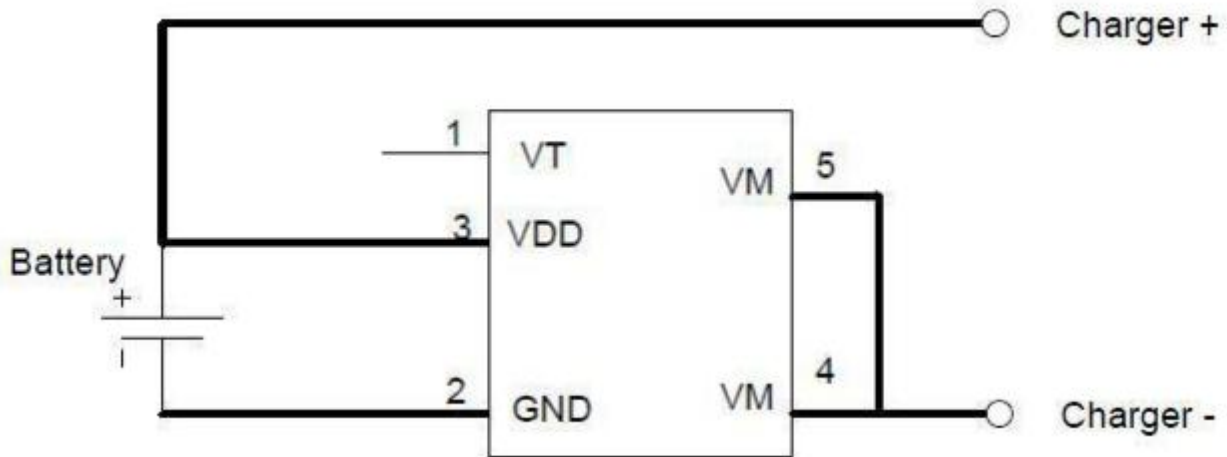 Charger +
1
VT
VM
5
3
VDD
Battery
+
-
2
GND
VM
4
Charger -